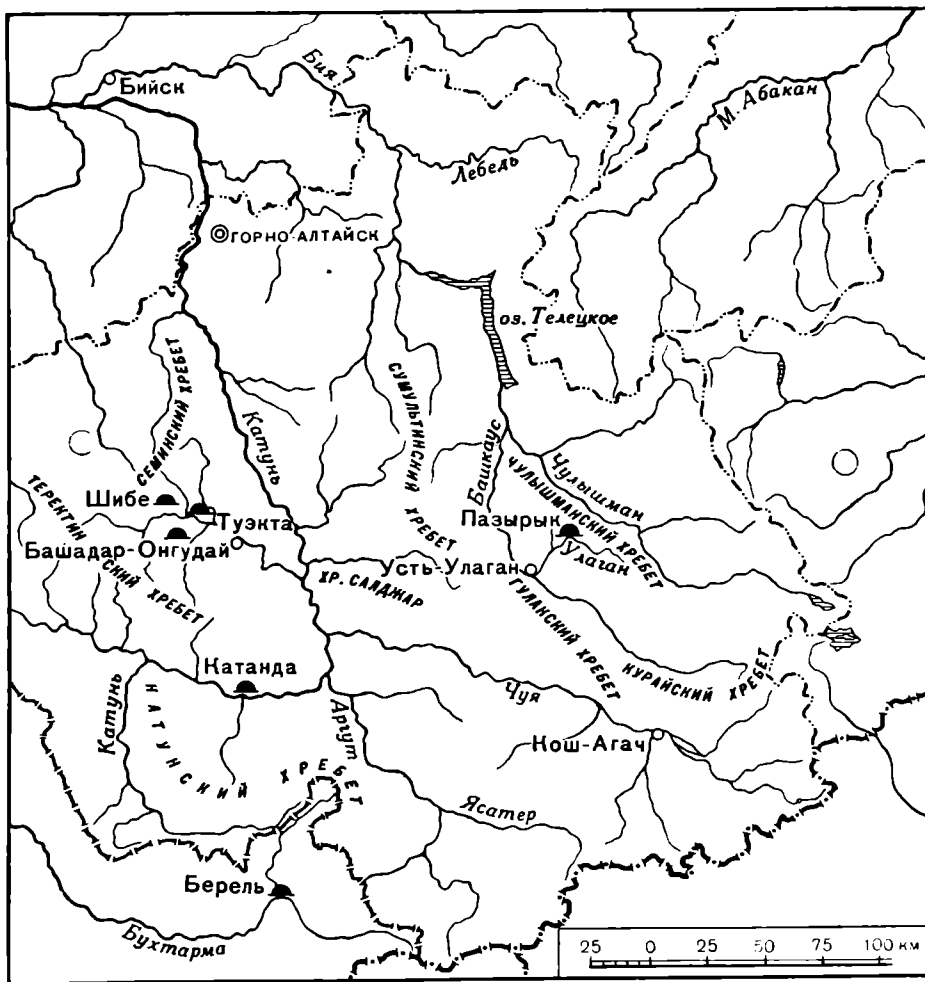 Бия
Бийск
М. Абакан
Лебедь
ГОРНО-АЛТАЙСК
оз. Телецкое
СЕМИНСКИЙ ХРЕБЕТ
СУМУЛЬТИНСКИЙ ХРЕБЕТ
Катунь
Башкаус
Чулышман
ЧУЛЫШМАНСКИЙ ХРЕБЕТ
Шибе
ТЕРЕКТИНСКИЙ ХРЕБЕТ
Туэкта
Пазырык
Башадар-Онгудай
Улаган
Усть-Улаган
ХР. САЛДЖАР
ГУЛАНСКИЙ ХРЕБЕТ
КУРАЙСКИЙ ХРЕБЕТ
Катанда
Катунь
КАТУНСКИЙ ХРЕБЕТ
Аргут
Чуя
Кош-Агач
Ясатер
Берель
Бухтарма
25 0 25 50 75 100 км